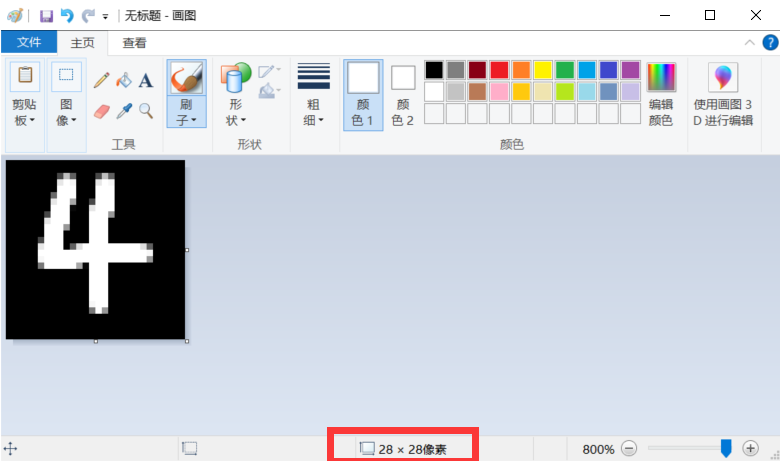 无标题 - 画图
文件 主页 查看
剪贴板 图像 A 刷子 形状 粗细 颜色 1 颜色 2 编辑颜色 使用画图 3D 进行编辑
工具 形状 颜色
4
28 × 28像素 800%